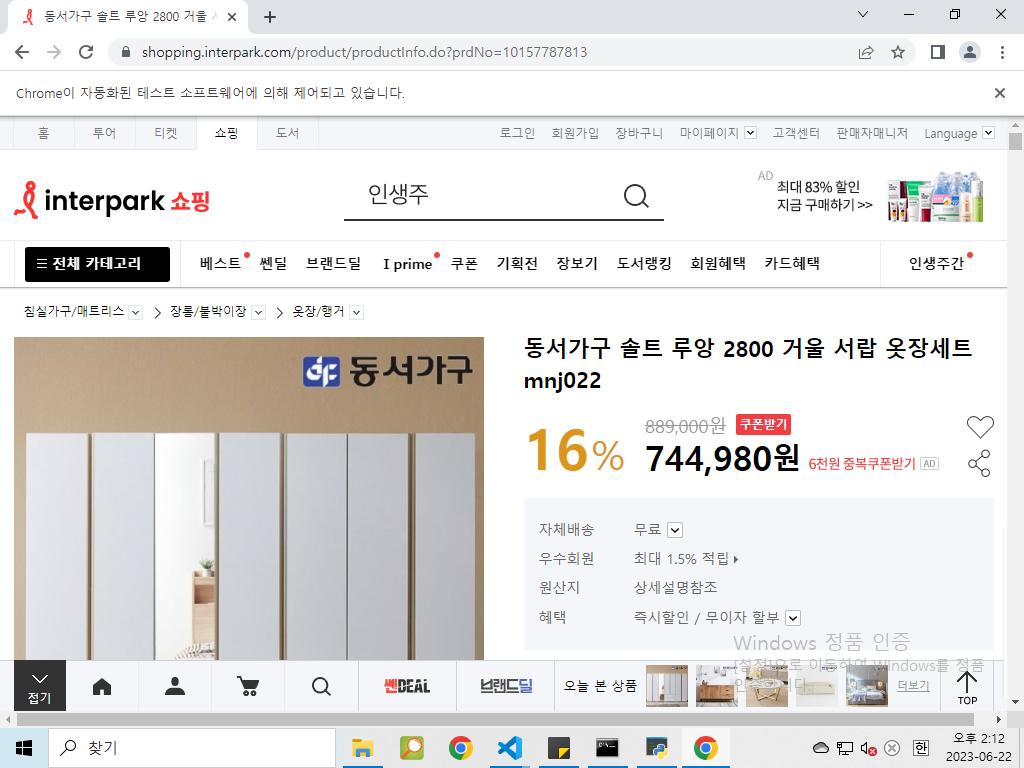 동서가구 솔트 루앙 2800 거울
shopping.interpark.com/product/productInfo.do?prdNo=10157787813
Chrome이 자동화된 테스트 소프트웨어에 의해 제어되고 있습니다.
홈 투어 티켓 쇼핑 도서 로그인 회원가입 장바구니 마이페이지 고객센터 판매자매니저 Language
interpark 쇼핑
인생주
AD
최대 83% 할인
지금 구매하기 >>
전체 카테고리 베스트 쎈딜 브랜드딜 I prime 쿠폰 기획전 장보기 도서랭킹 회원혜택 카드혜택 인생주간
침실가구/매트리스 장롱/붙박이장 옷장/행거
동서가구
동서가구 솔트 루앙 2800 거울 서랍 옷장세트
mnj022
16%
889,000원 쿠폰받기
744,980원 6천원 중복쿠폰받기 AD
자체배송 무료
우수회원 최대 1.5% 적립
원산지 상세설명참조
혜택 즉시할인 / 무이자 할부
Windows 정품 인증
[설정]으로 이동하여 Windows를 정품
접기
쎈DEAL 브랜드딜 오늘 본 상품 더보기
TOP
찾기
한
오후 2:12
2023-06-22